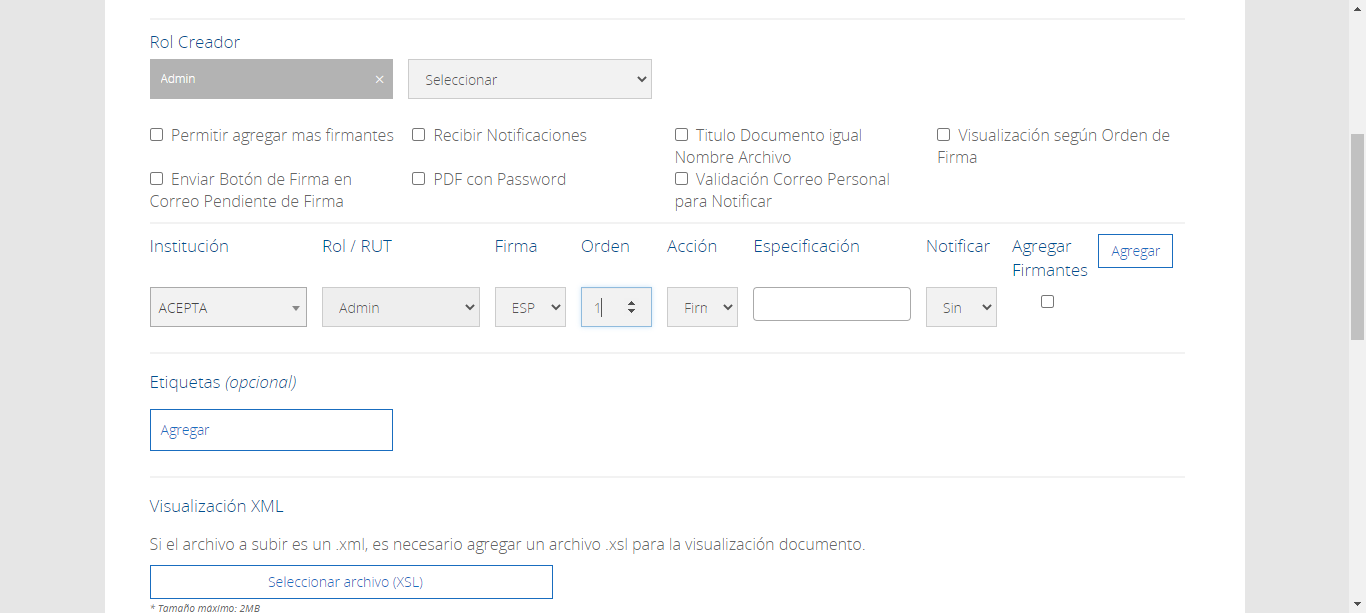 Rol Creador
Admin ×
Seleccionar
Permitir agregar mas firmantes
Recibir Notificaciones
Titulo Documento igual
Nombre Archivo
Visualización según Orden de
Firma
Enviar Botón de Firma en
Correo Pendiente de Firma
PDF con Password
Validación Correo Personal
para Notificar
Institución
Rol / RUT
Firma
Orden
Acción
Especificación
Notificar
Agregar
Firmantes
Agregar
ACEPTA
Admin
ESP
1
Firn
Sin
Etiquetas (opcional)
Agregar
Visualización XML
Si el archivo a subir es un .xml, es necesario agregar un archivo .xsl para la visualización documento.
Seleccionar archivo (XSL)
* Tamaño máximo: 2MB